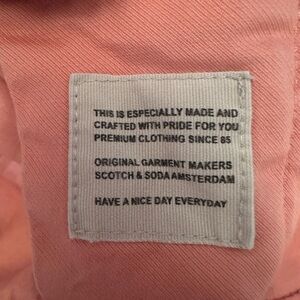 THIS IS ESPECIALLY MADE AND
CRAFTED WITH PRIDE FOR YOU
PREMIUM CLOTHING SINCE 85
ORIGINAL GARMENT MAKERS
SCOTCH & SODA AMSTERDAM
HAVE A NICE DAY EVERYDAY